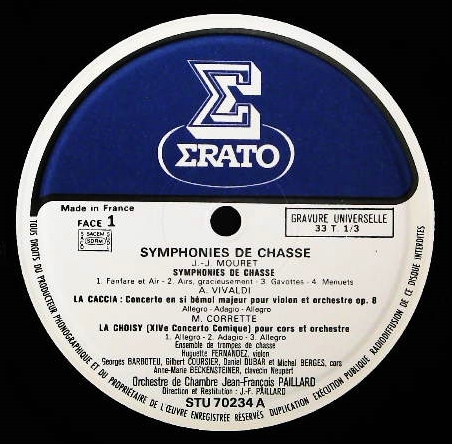 Σ
ΣRATO
Made in France
FACE 1
SACEM
SDRM
GRAVURE UNIVERSELLE
33 T. 1/3
SYMPHONIES DE CHASSE
J.-J. MOURET
SYMPHONIES DE CHASSE
1. Fanfare et Air - 2. Airs, gracieusement - 3. Gavottes - 4. Menuets
A. VIVALDI
LA CACCIA : Concerto en si bémol majeur pour violon et orchestre op. 8
Allegro - Adagio - Allegro
M. CORRETTE
LA CHOISY (XIVe Concerto Comique) pour cors et orchestre
1. Allegro - 2. Adagio - 3. Allegro
Ensemble de trompes de chasse
Huguette FERNANDEZ, violon
Georges BARBOTEU, Gilbert COURSIER, Daniel DUBAR et Michel BERGES, cors
Anne-Marie BECKENSTEINER, clavecin Neupert
Orchestre de Chambre Jean-François PAILLARD
Direction et Restitution : J.-F. PAILLARD
STU 70234 A
TOUS DROITS DU PRODUCTEUR PHONOGRAPHIQUE ET DU PROPRIETAIRE DE L'ŒUVRE ENREGISTRÉE RÉSERVÉS DUPLICATION EXÉCUTION PUBLIQUE RADIODIFFUSION DE CE DISQUE INTERDITES